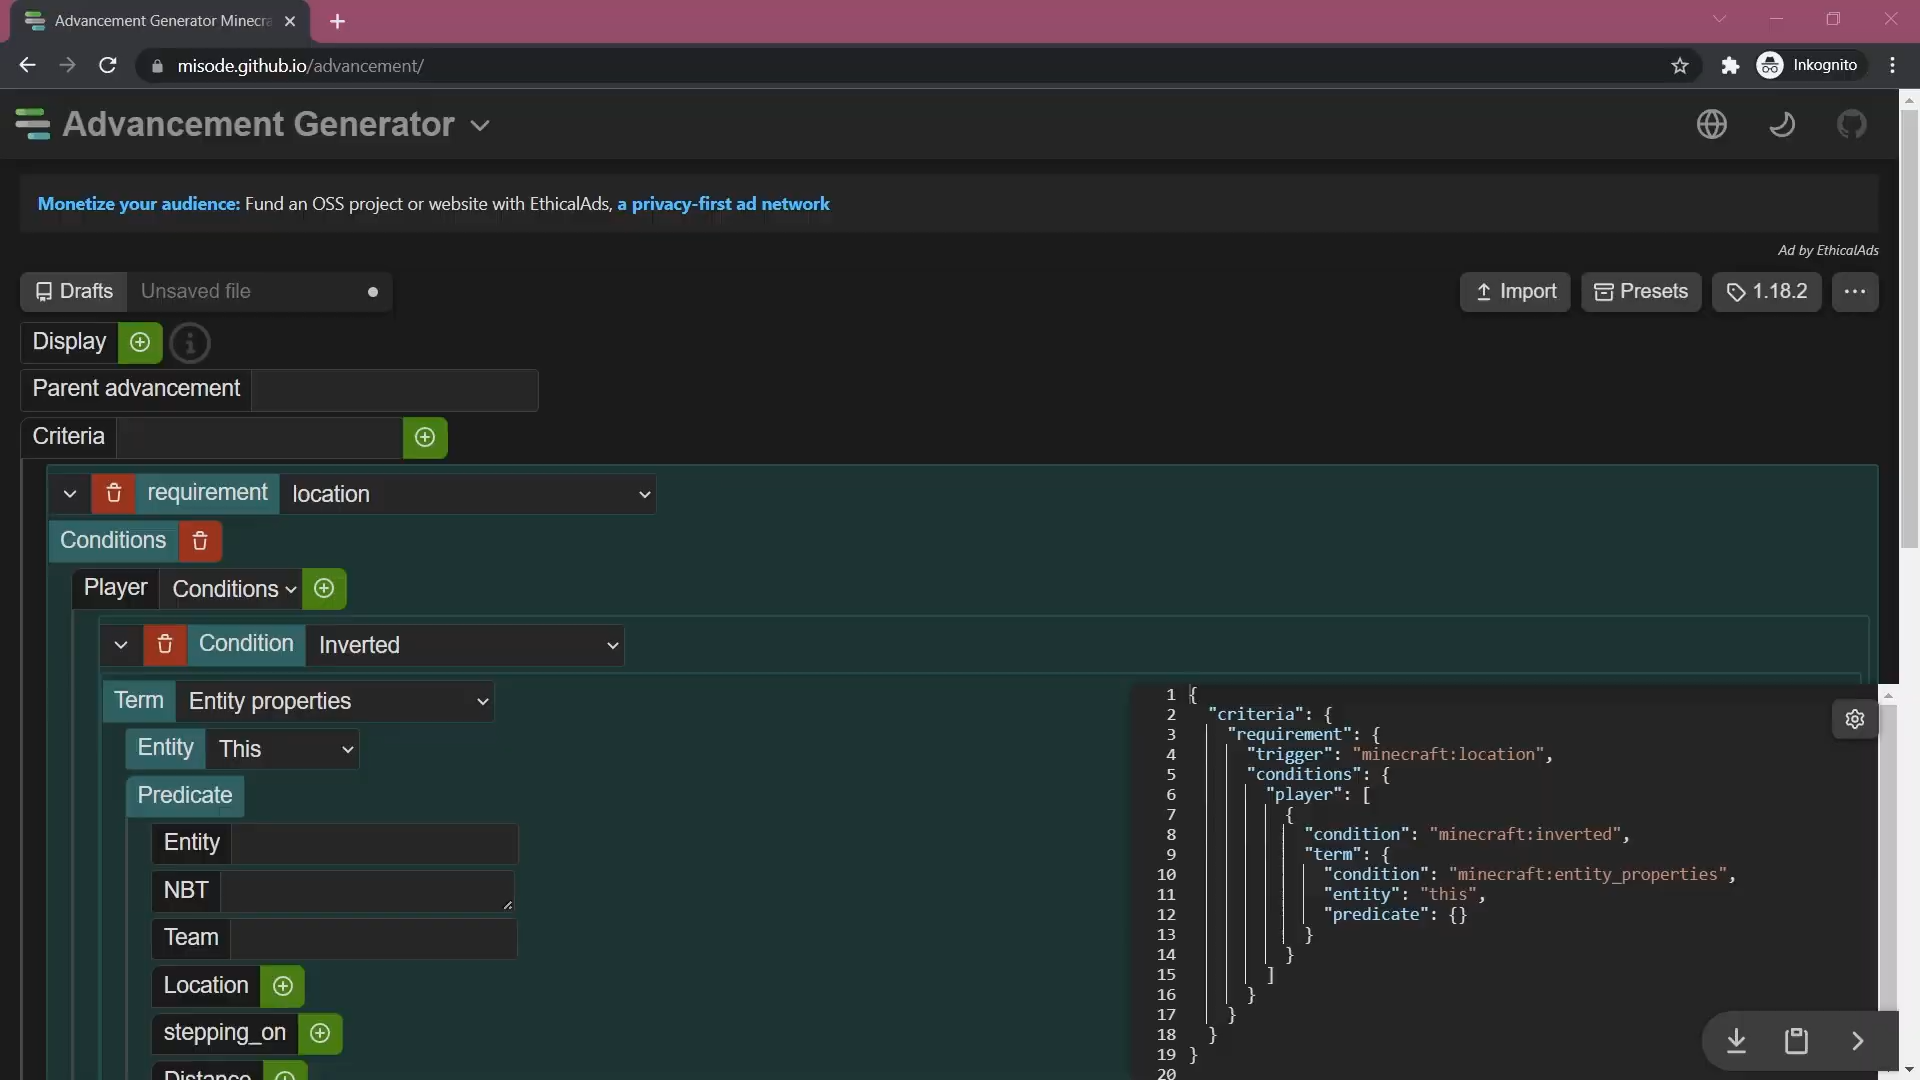 Advancement Generator Minecra
misode.github.io/advancement/
Inkognito
Advancement Generator
Monetize your audience: Fund an OSS project or website with EthicalAds, a privacy-first ad network
Ad by EthicalAds
Drafts Unsaved file Import Presets 1.18.2
Display
Parent advancement
Criteria
requirement location
Conditions
Player Conditions
Condition Inverted
Term Entity properties
Entity This
Predicate
Entity
NBT
Team
Location
stepping_on
Distance
1 {
2 "criteria": {
3 "requirement": {
4 "trigger": "minecraft:location",
5 "conditions": {
6 "player": [
7 {
8 "condition": "minecraft:inverted",
9 "term": {
10 "condition": "minecraft:entity_properties",
11 "entity": "this",
12 "predicate": {}
13 }
14 }
15 ]
16 }
17 }
18 }
19 }
20